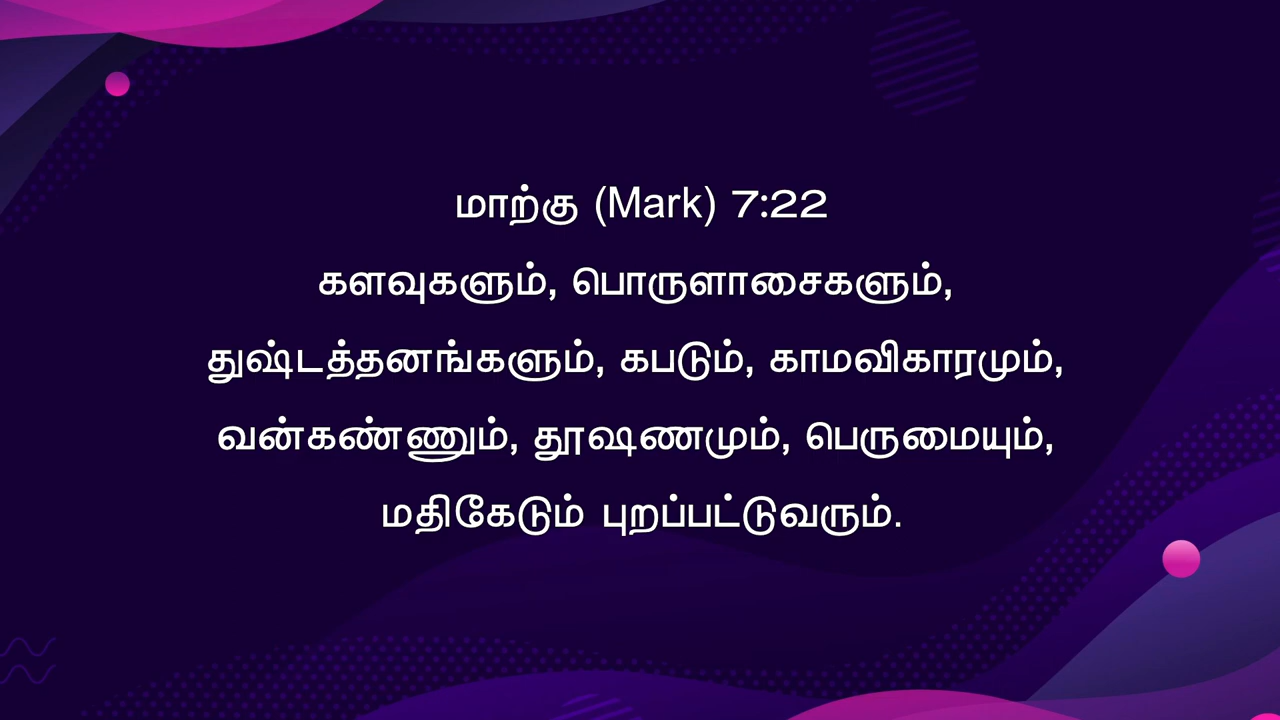 மாற்கு (Mark) 7:22
களவுகளும், பொருளாசைகளும்,
துஷ்டத்தனங்களும், கபடும், காமவிகாரமும்,
வன்கண்ணும், தூஷணமும், பெருமையும்,
மதிகேடும் புறப்பட்டுவரும்.